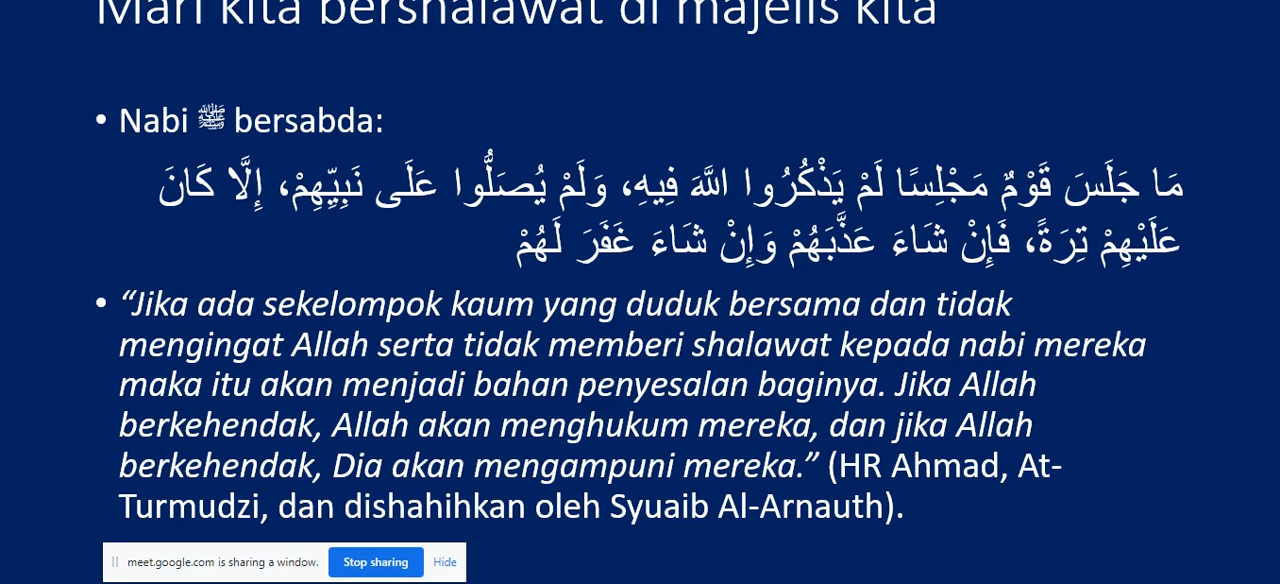 Mari kita bershalawat di majelis kita
• Nabi ﷺ bersabda:
مَا جَلَسَ قَوْمٌ مَجْلِسًا لَمْ يَذْكُرُوا اللَّهَ فِيهِ، وَلَمْ يُصَلُّوا عَلَى نَبِيِّهِمْ، إِلَّا كَانَ
عَلَيْهِمْ تِرَةً، فَإِنْ شَاءَ عَذَّبَهُمْ وَإِنْ شَاءَ غَفَرَ لَهُمْ
• “Jika ada sekelompok kaum yang duduk bersama dan tidak
mengingat Allah serta tidak memberi shalawat kepada nabi mereka
maka itu akan menjadi bahan penyesalan baginya. Jika Allah
berkehendak, Allah akan menghukum mereka, dan jika Allah
berkehendak, Dia akan mengampuni mereka.” (HR Ahmad, At-
Turmudzi, dan dishahihkan oleh Syuaib Al-Arnauth).
meet.google.com is sharing a window. Stop sharing Hide